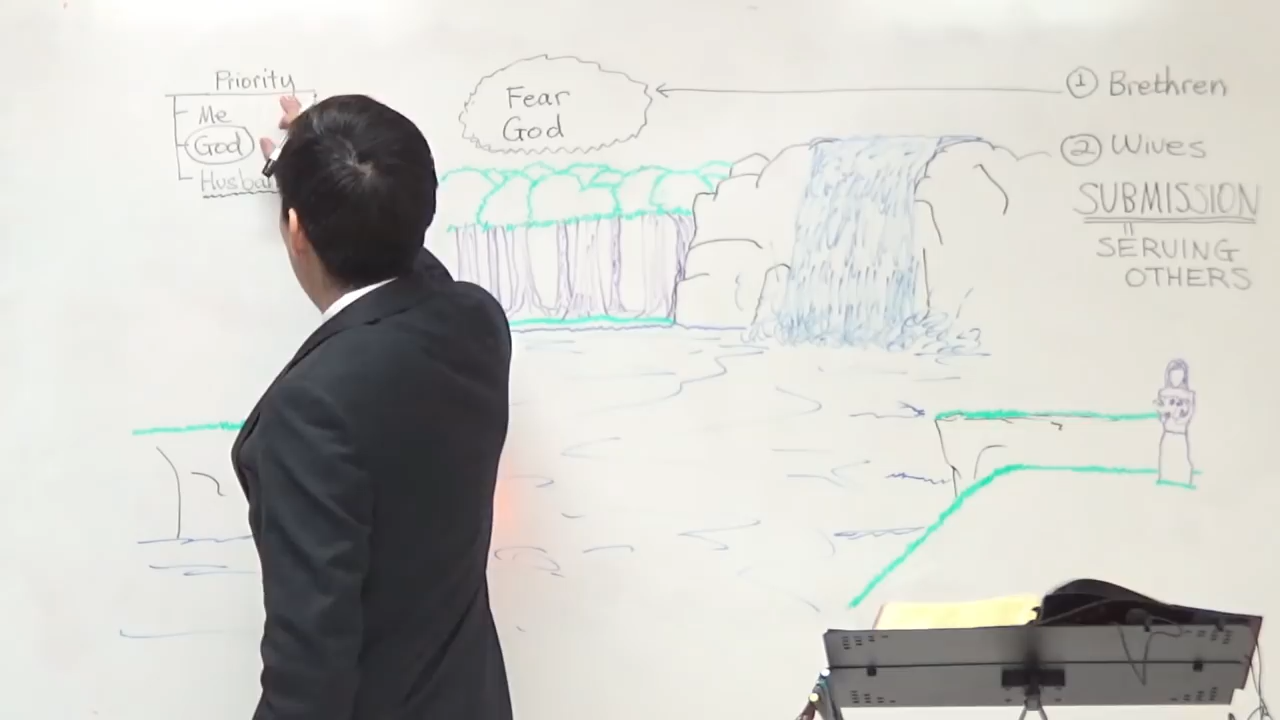 Priority
Me
God
Fear
God
① Brethren
② Wives
SUBMISSION
=
SERVING
OTHERS